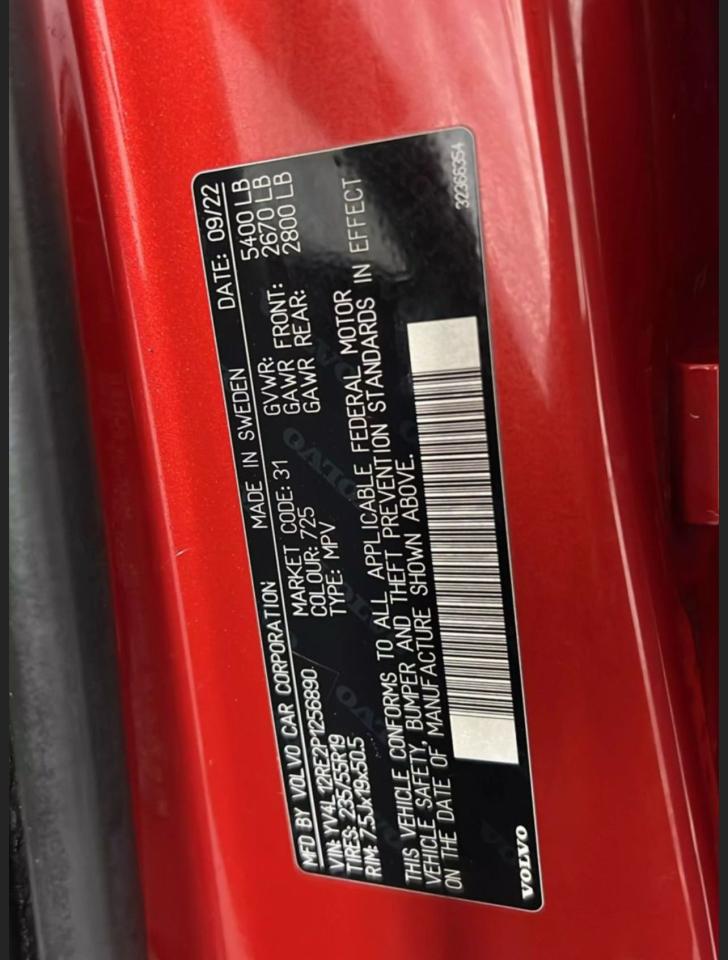 MFD BY VOLVO CAR CORPORATION MADE IN SWEDEN DATE: 09/22
VIN: YV4L12RE2P1256890 MARKET CODE: 31 GVWR: 5400 LB
TIRES: 235/55R19 COLOUR: 725 GAWR FRONT: 2670 LB
RIM: 7.5Jx19x50.5 TYPE: MPV GAWR REAR: 2800 LB
THIS VEHICLE CONFORMS TO ALL APPLICABLE FEDERAL MOTOR
VEHICLE SAFETY, BUMPER AND THEFT PREVENTION STANDARDS IN EFFECT
ON THE DATE OF MANUFACTURE SHOWN ABOVE.
VOLVO 32366354